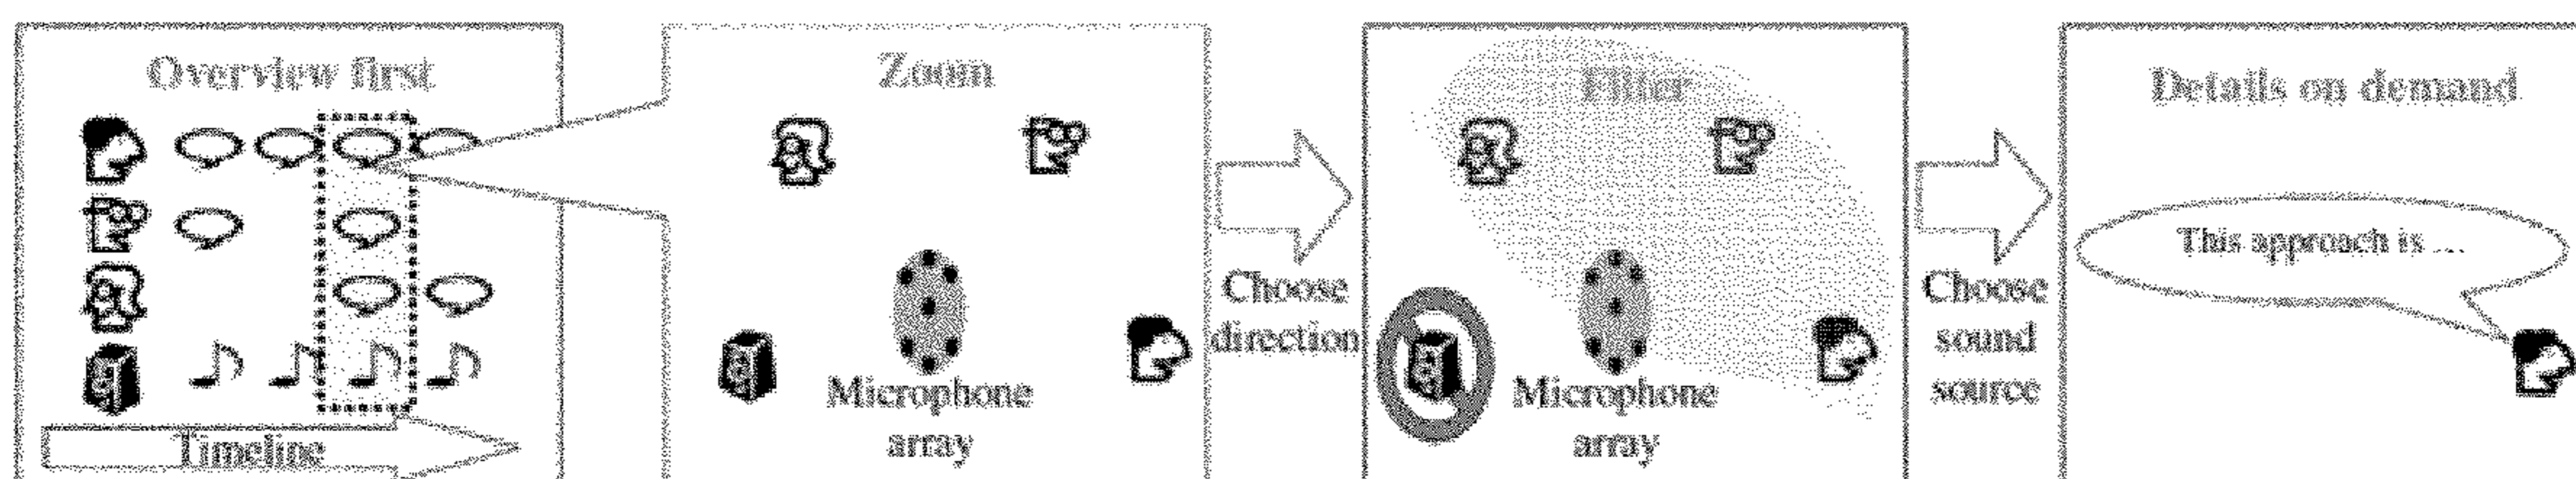 Overview first
Timeline
Zoom
Microphone
array
Choose
direction
Filter
Microphone
array
Choose
sound
source
Details on demand
This approach is ...